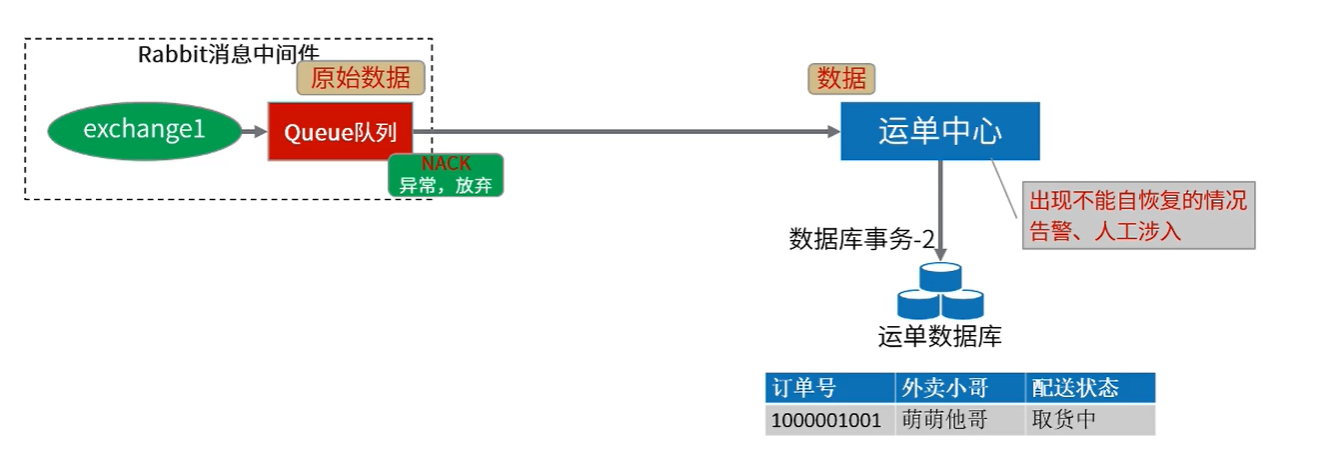 Rabbit消息中间件
原始数据
数据
exchange1
Queue队列
运单中心
NACK
异常，放弃
出现不能自恢复的情况
告警、人工涉入
数据库事务-2
运单数据库
订单号 外卖小哥 配送状态
1000001001 萌萌他哥 取货中